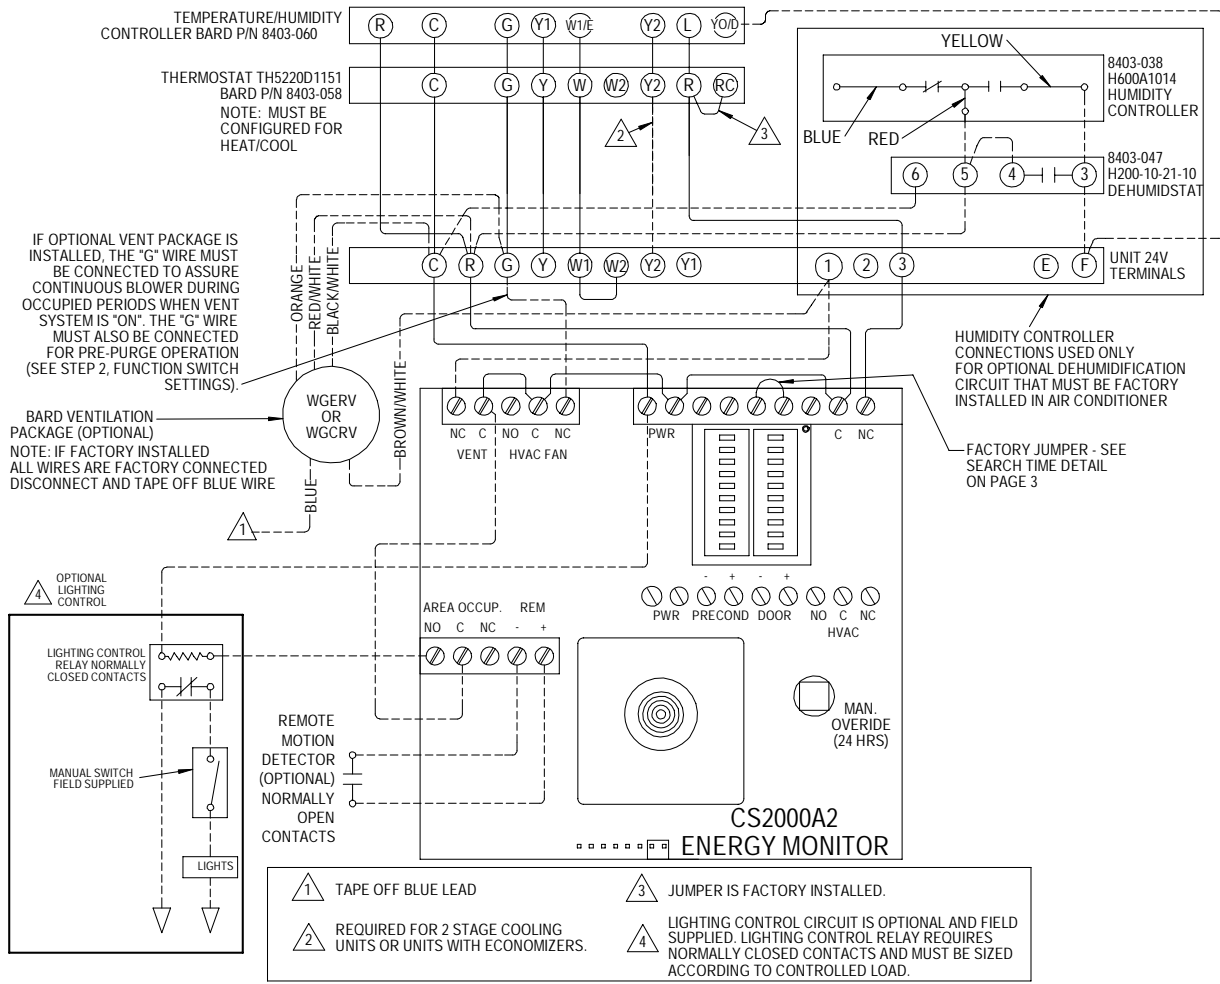 TEMPERATURE/HUMIDITY
CONTROLLER BARD P/N 8403-060
R C G Y1 W1/E Y2 L YO/D
THERMOSTAT TH5220D1151
BARD P/N 8403-058
NOTE: MUST BE
CONFIGURED FOR
HEAT/COOL
C G Y W W2 Y2 R RC
2
3
YELLOW
BLUE
RED
8403-038
H600A1014
HUMIDITY
CONTROLLER
6 5 4 3
8403-047
H200-10-21-10
DEHUMIDSTAT
C R G Y W1 W2 Y2 Y1
1 2 3 E F
UNIT 24V
TERMINALS
IF OPTIONAL VENT PACKAGE IS
INSTALLED, THE "G" WIRE MUST
BE CONNECTED TO ASSURE
CONTINUOUS BLOWER DURING
OCCUPIED PERIODS WHEN VENT
SYSTEM IS "ON". THE "G" WIRE
MUST ALSO BE CONNECTED
FOR PRE-PURGE OPERATION
(SEE STEP 2, FUNCTION SWITCH
SETTINGS).
ORANGE
RED/WHITE
BLACK/WHITE
BROWN/WHITE
BLUE
HUMIDITY CONTROLLER
CONNECTIONS USED ONLY
FOR OPTIONAL DEHUMIDIFICATION
CIRCUIT THAT MUST BE FACTORY
INSTALLED IN AIR CONDITIONER
WGERV
OR
WGCRV
BARD VENTILATION
PACKAGE (OPTIONAL)
NOTE: IF FACTORY INSTALLED
ALL WIRES ARE FACTORY CONNECTED
DISCONNECT AND TAPE OFF BLUE WIRE
1
NC C NO C NC
VENT HVAC FAN
PWR C NC
FACTORY JUMPER - SEE
SEARCH TIME DETAIL
ON PAGE 3
- + - +
PWR PRECOND DOOR NO C NC
HVAC
4
OPTIONAL
LIGHTING
CONTROL
LIGHTING CONTROL
RELAY NORMALLY
CLOSED CONTACTS
MANUAL SWITCH
FIELD SUPPLIED
LIGHTS
AREA OCCUP. REM
NO C NC - +
REMOTE
MOTION
DETECTOR
(OPTIONAL)
NORMALLY
OPEN
CONTACTS
MAN.
OVERIDE
(24 HRS)
CS2000A2
ENERGY MONITOR
1 TAPE OFF BLUE LEAD
2 REQUIRED FOR 2 STAGE COOLING
UNITS OR UNITS WITH ECONOMIZERS.
3 JUMPER IS FACTORY INSTALLED.
4 LIGHTING CONTROL CIRCUIT IS OPTIONAL AND FIELD
SUPPLIED. LIGHTING CONTROL RELAY REQUIRES
NORMALLY CLOSED CONTACTS AND MUST BE SIZED
ACCORDING TO CONTROLLED LOAD.